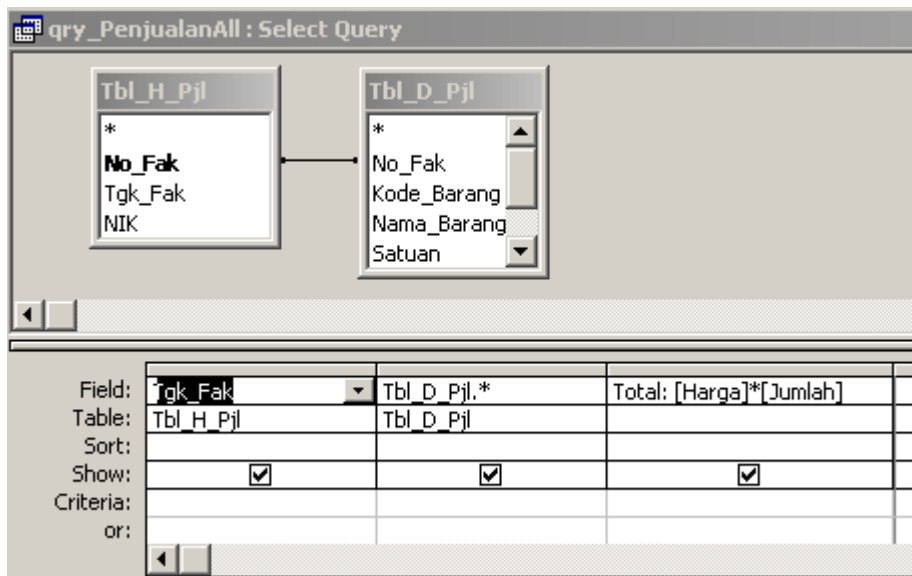 qry_PenjualanAll : Select Query
Tbl_H_Pjl
*
No_Fak
Tgk_Fak
NIK
Tbl_D_Pjl
*
No_Fak
Kode_Barang
Nama_Barang
Satuan
Field: Tgk_Fak Tbl_D_Pjl.* Total: [Harga]*[Jumlah]
Table: Tbl_H_Pjl Tbl_D_Pjl
Sort:
Show:
Criteria:
or: